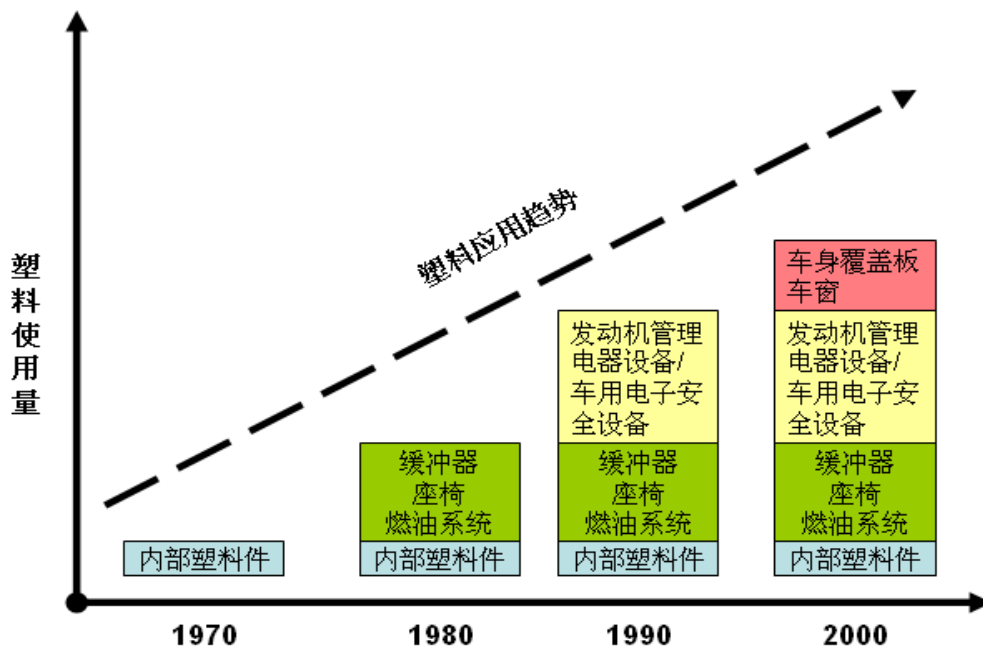 塑料使用量
塑料应用趋势
内部塑料件
缓冲器
座椅
燃油系统
内部塑料件
发动机管理
电器设备/
车用电子安
全设备
缓冲器
座椅
燃油系统
内部塑料件
车身覆盖板
车窗
发动机管理
电器设备/
车用电子安
全设备
缓冲器
座椅
燃油系统
内部塑料件
1970
1980
1990
2000